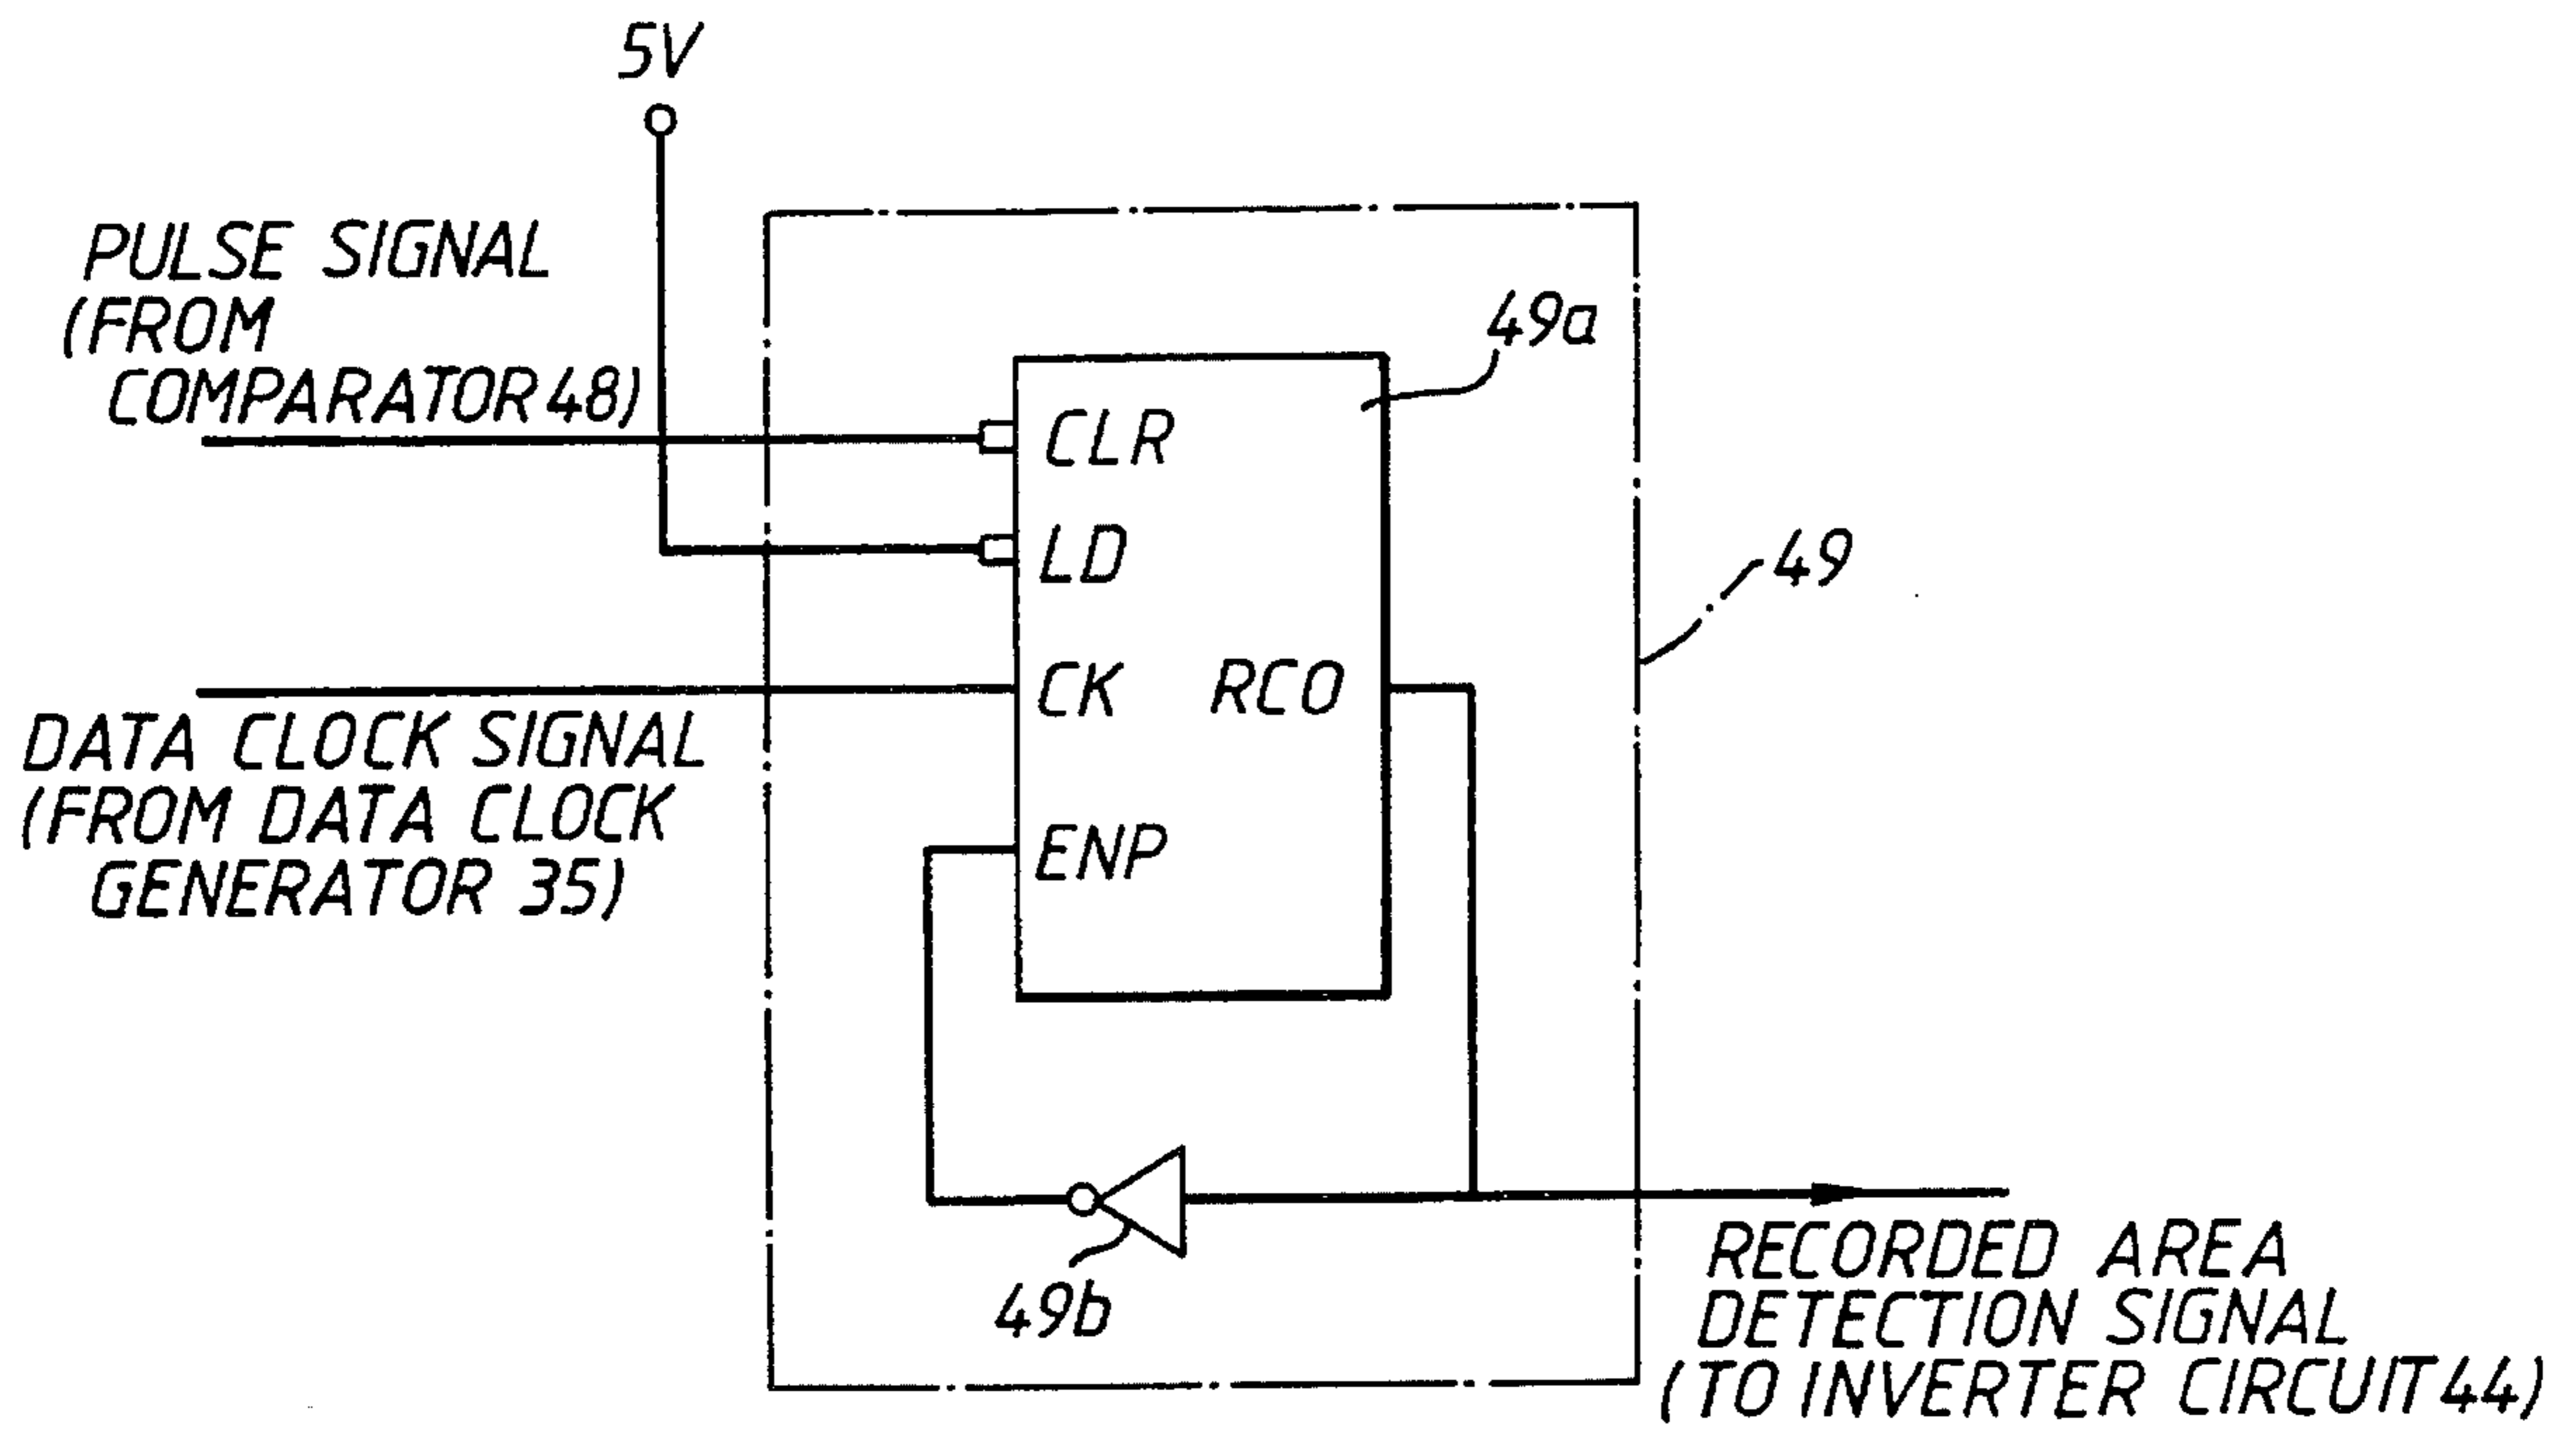 5V
PULSE SIGNAL
(FROM
COMPARATOR 48)
49a
CLR
LD
49
CK
RCO
DATA CLOCK SIGNAL
(FROM DATA CLOCK
GENERATOR 35)
ENP
49b
RECORDED AREA
DETECTION SIGNAL
(TO INVERTER CIRCUIT 44)